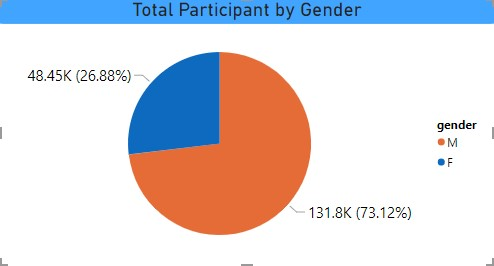 Total Participant by Gender
48.45K (26.88%)
gender
M
F
131.8K (73.12%)